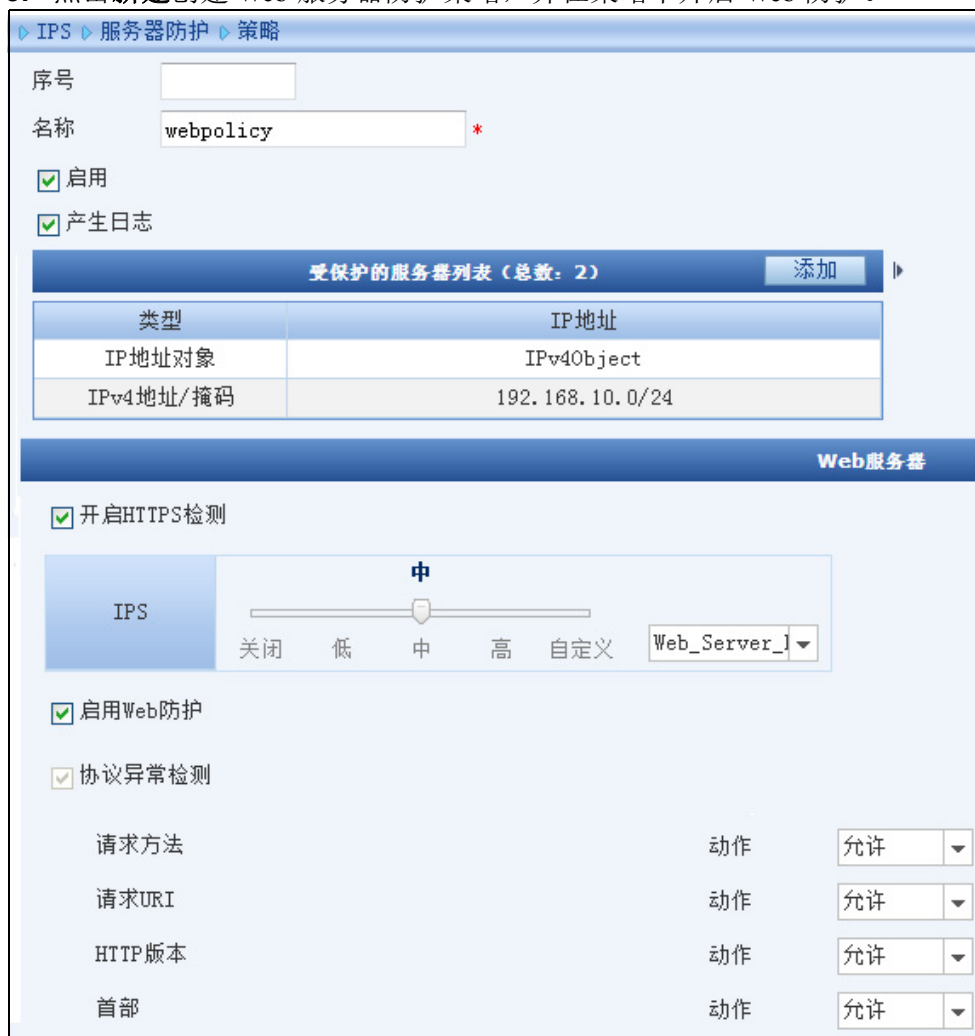 IPS 服务器防护 策略
序号
名称 webpolicy *
启用
产生日志
受保护的服务器列表（总数：2） 添加
类型 IP地址
IP地址对象 IPv4Object
IPv4地址/掩码 192.168.10.0/24
Web服务器
开启HTTPS检测
中
IPS
关闭 低 中 高 自定义 Web_Server_
启用Web防护
协议异常检测
请求方法 动作 允许
请求URI 动作 允许
HTTP版本 动作 允许
首部 动作 允许